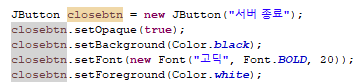 JButton closebtn = new JButton("서버 종료");
closebtn.setOpaque(true);
closebtn.setBackground(Color.black);
closebtn.setFont(new Font("고딕", Font.BOLD, 20));
closebtn.setForeground(Color.white);